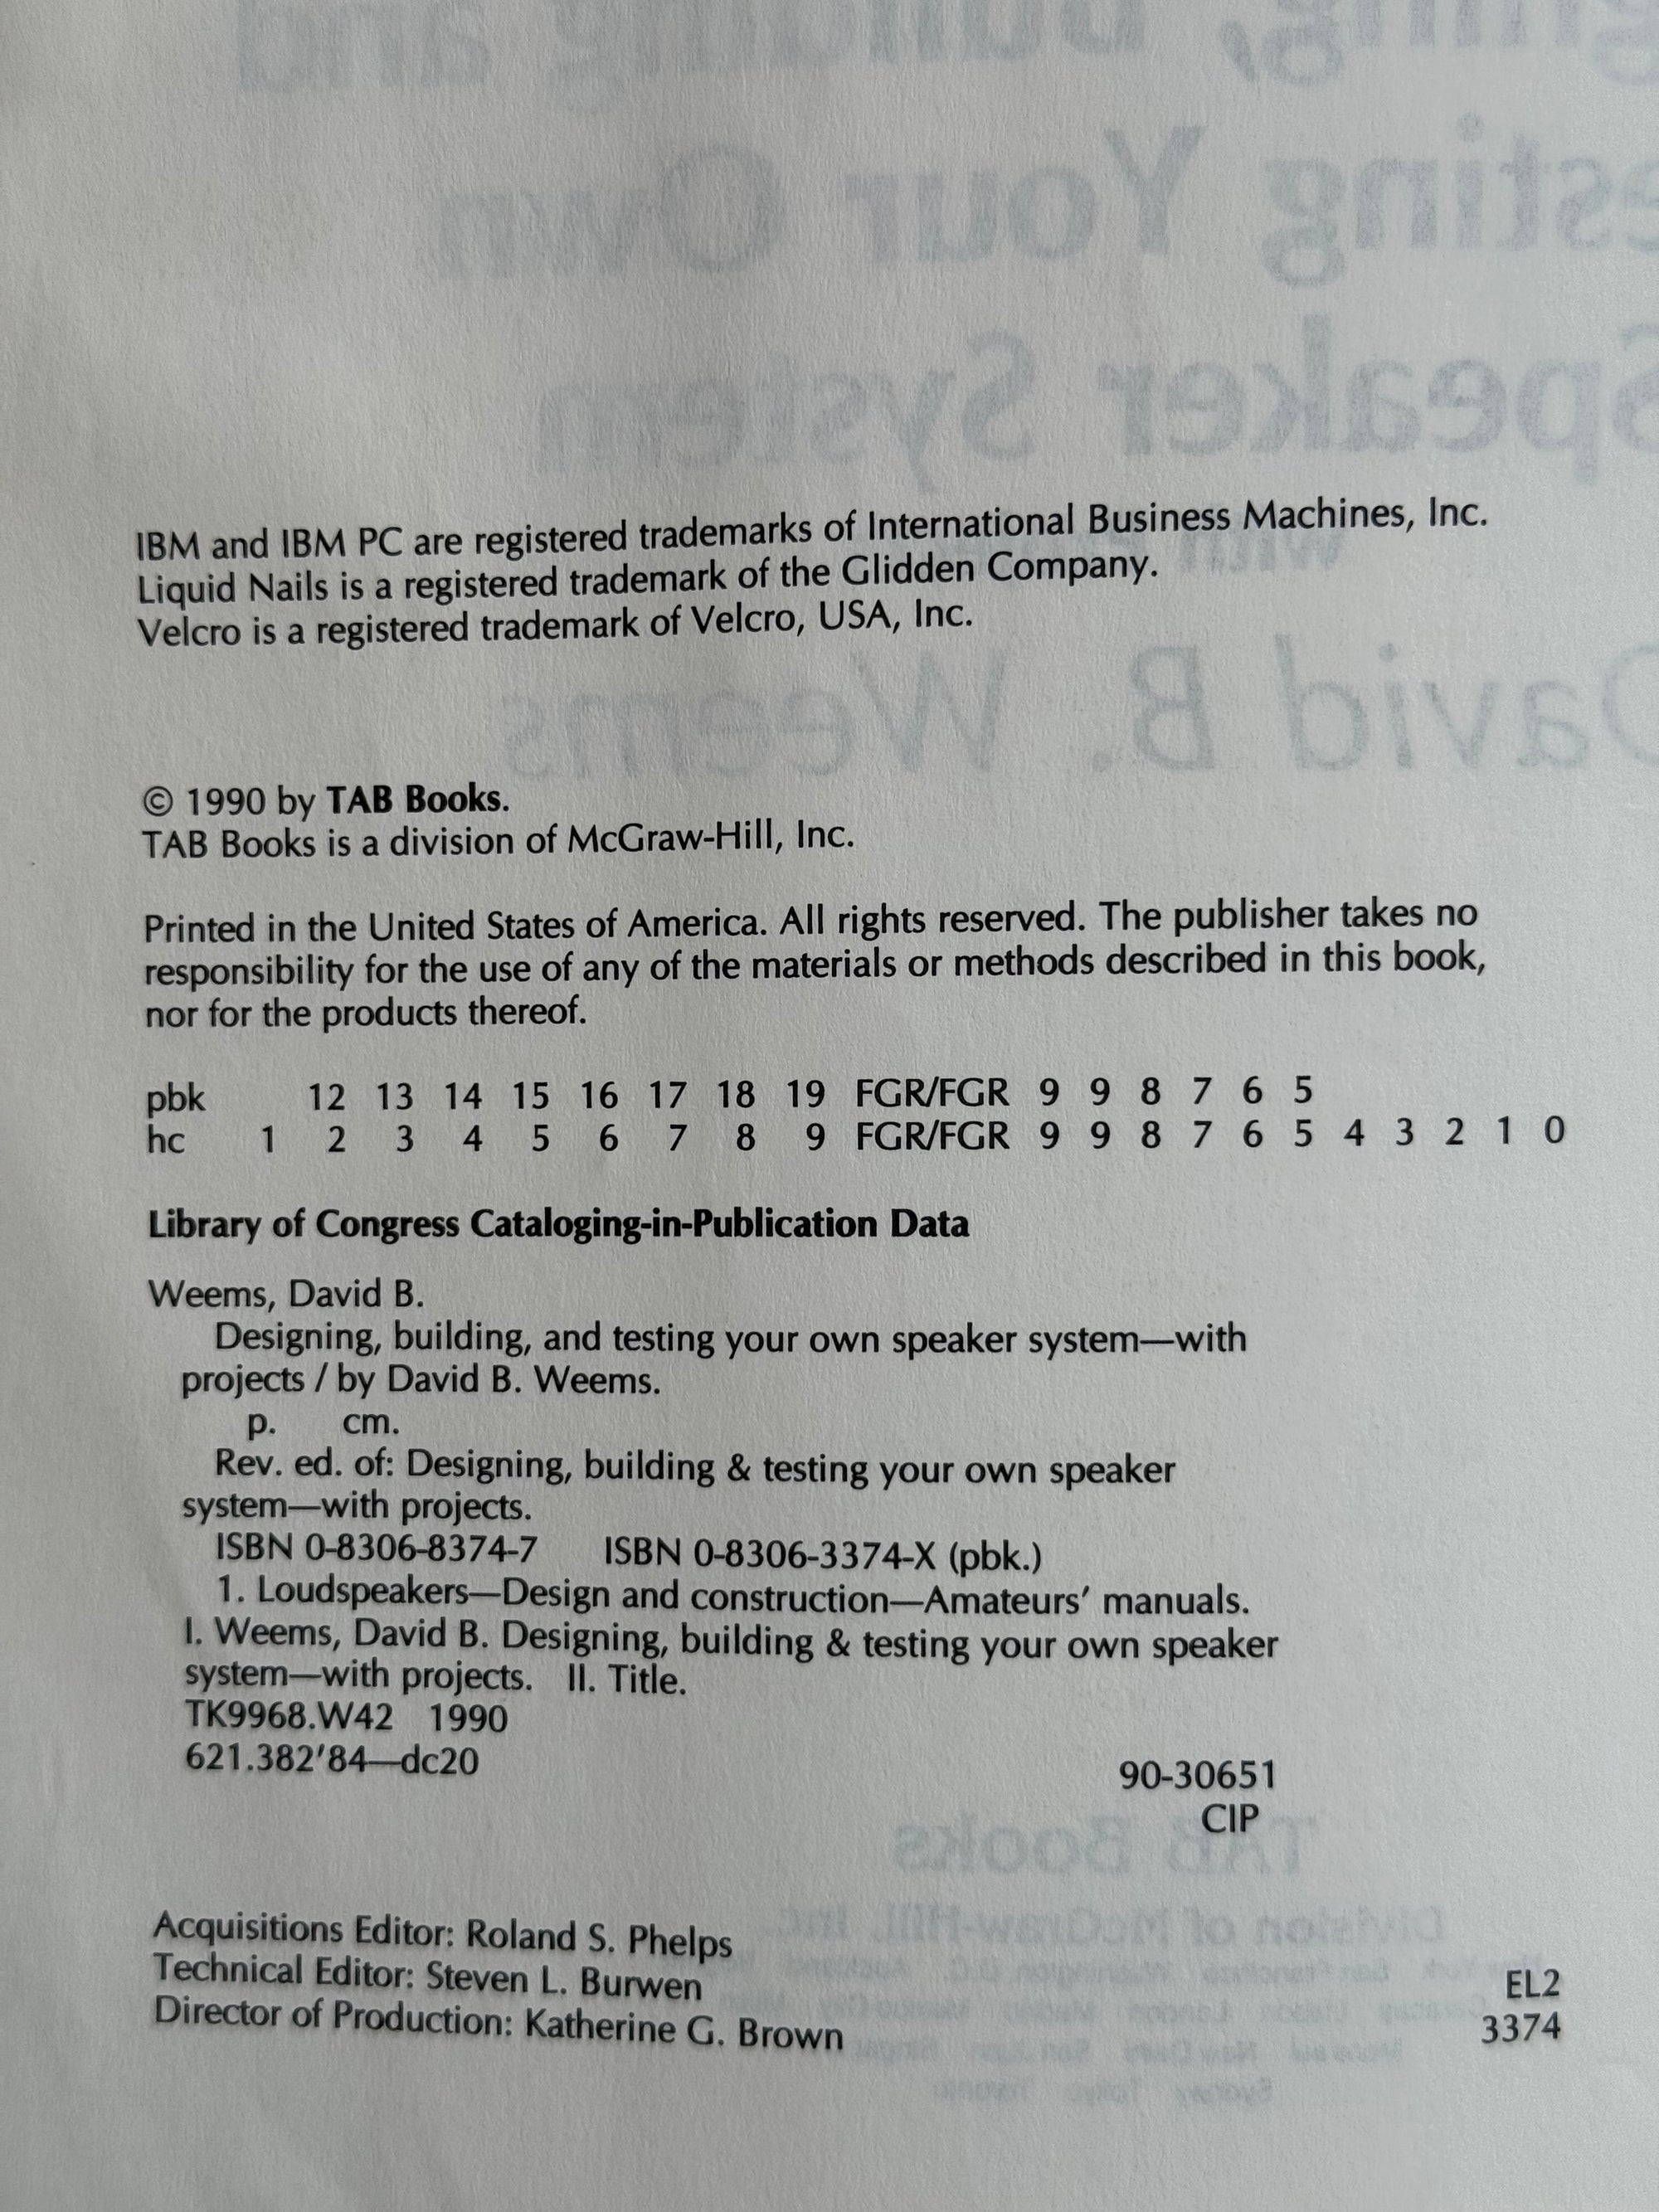 IBM and IBM PC are registered trademarks of International Business Machines, Inc.
Liquid Nails is a registered trademark of the Glidden Company.
Velcro is a registered trademark of Velcro, USA, Inc.
© 1990 by TAB Books.
TAB Books is a division of McGraw-Hill, Inc.
Printed in the United States of America. All rights reserved. The publisher takes no
responsibility for the use of any of the materials or methods described in this book,
nor for the products thereof.
pbk 12 13 14 15 16 17 18 19 FGR/FGR 9 9 8 7 6 5
hc 1 2 3 4 5 6 7 8 9 FGR/FGR 9 9 8 7 6 5 4 3 2 1 0
Library of Congress Cataloging-in-Publication Data
Weems, David B.
Designing, building, and testing your own speaker system—with
projects / by David B. Weems.
p. cm.
Rev. ed. of: Designing, building & testing your own speaker
system—with projects.
ISBN 0-8306-8374-7 ISBN 0-8306-3374-X (pbk.)
1. Loudspeakers—Design and construction—Amateurs' manuals.
I. Weems, David B. Designing, building & testing your own speaker
system—with projects. II. Title.
TK9968.W42 1990
621.382'84—dc20
90-30651
CIP
Acquisitions Editor: Roland S. Phelps
Technical Editor: Steven L. Burwen
Director of Production: Katherine G. Brown
EL2
3374